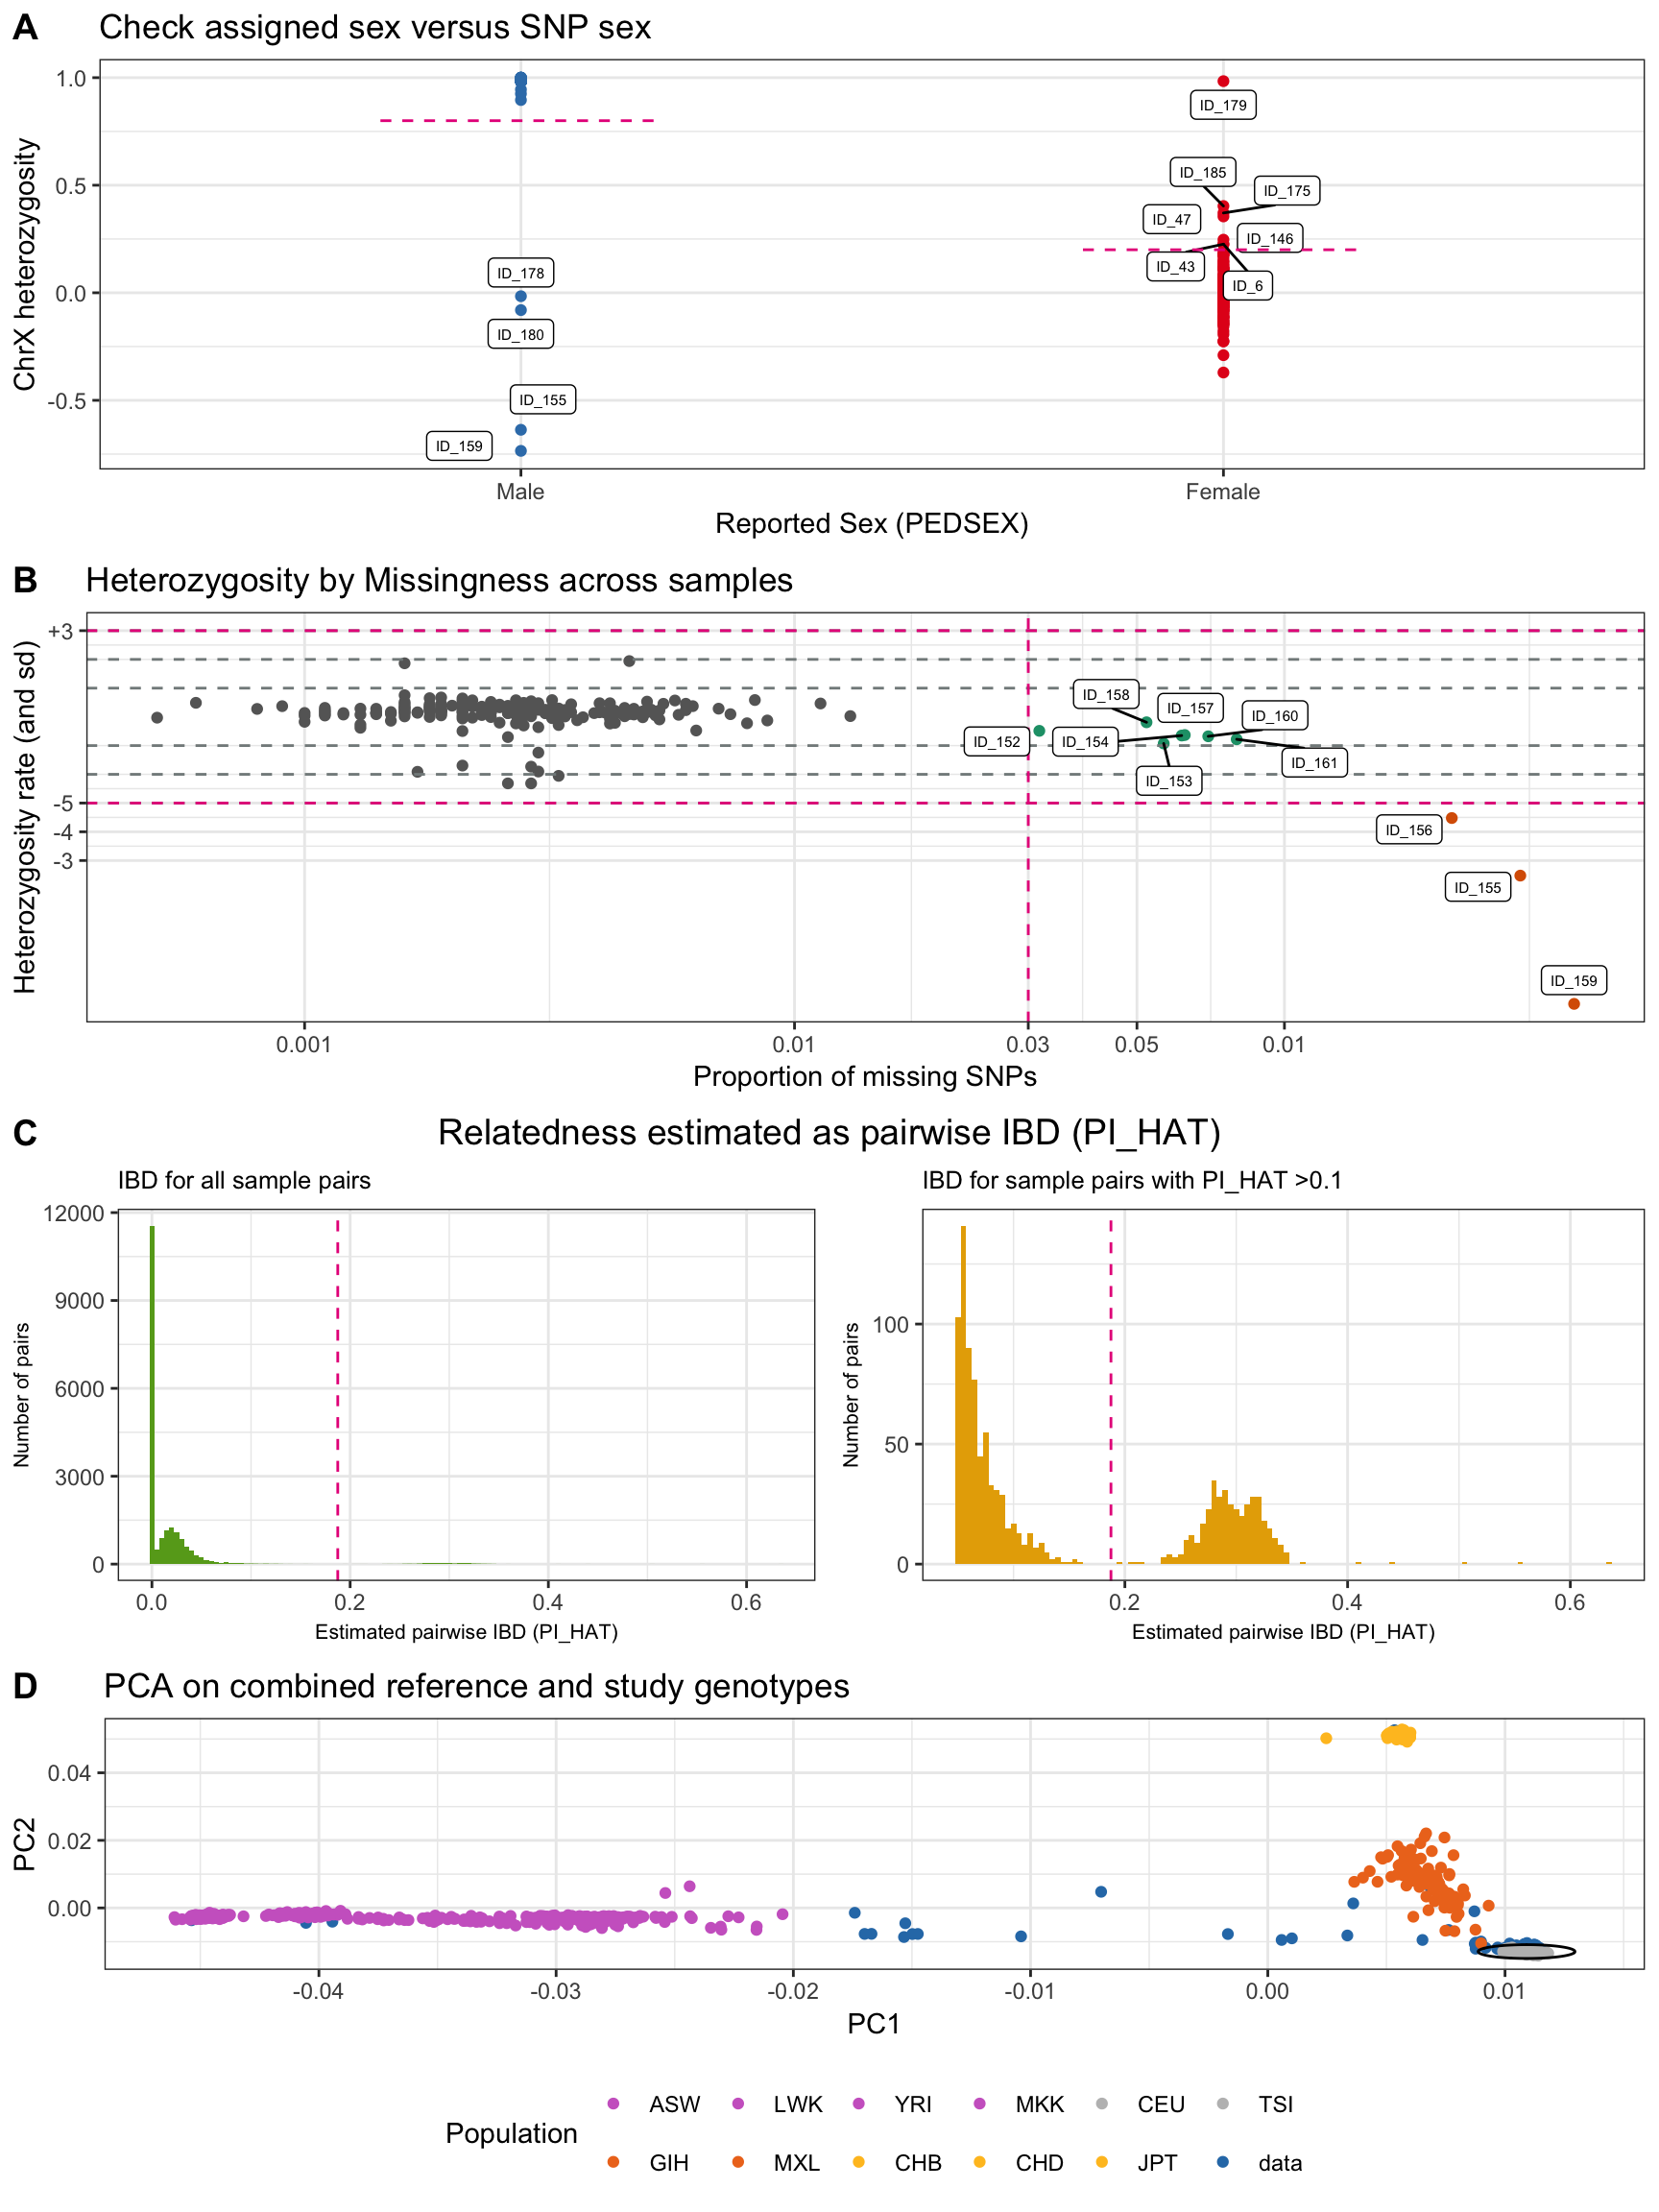 A Check assigned sex versus SNP sex
ChrX heterozygosity
1.0
0.5
0.0
-0.5
ID_179
ID_185
ID_175
ID_47
ID_146
ID_43
ID_6
ID_178
ID_180
ID_155
ID_159
Male Female
Reported Sex (PEDSEX)
B Heterozygosity by Missingness across samples
Heterozygosity rate (and sd)
+3
-5
-4
-3
ID_158
ID_157
ID_160
ID_152
ID_154
ID_161
ID_153
ID_156
ID_155
ID_159
0.001 0.01 0.03 0.05 0.01
Proportion of missing SNPs
C Relatedness estimated as pairwise IBD (PI_HAT)
IBD for all sample pairs
Number of pairs
12000
9000
6000
3000
0
0.0 0.2 0.4 0.6
Estimated pairwise IBD (PI_HAT)
IBD for sample pairs with PI_HAT >0.1
Number of pairs
100
50
0
0.2 0.4 0.6
Estimated pairwise IBD (PI_HAT)
D PCA on combined reference and study genotypes
PC2
0.04
0.02
0.00
-0.04 -0.03 -0.02 -0.01 0.00 0.01
PC1
Population
ASW LWK YRI MKK CEU TSI
GIH MXL CHB CHD JPT data